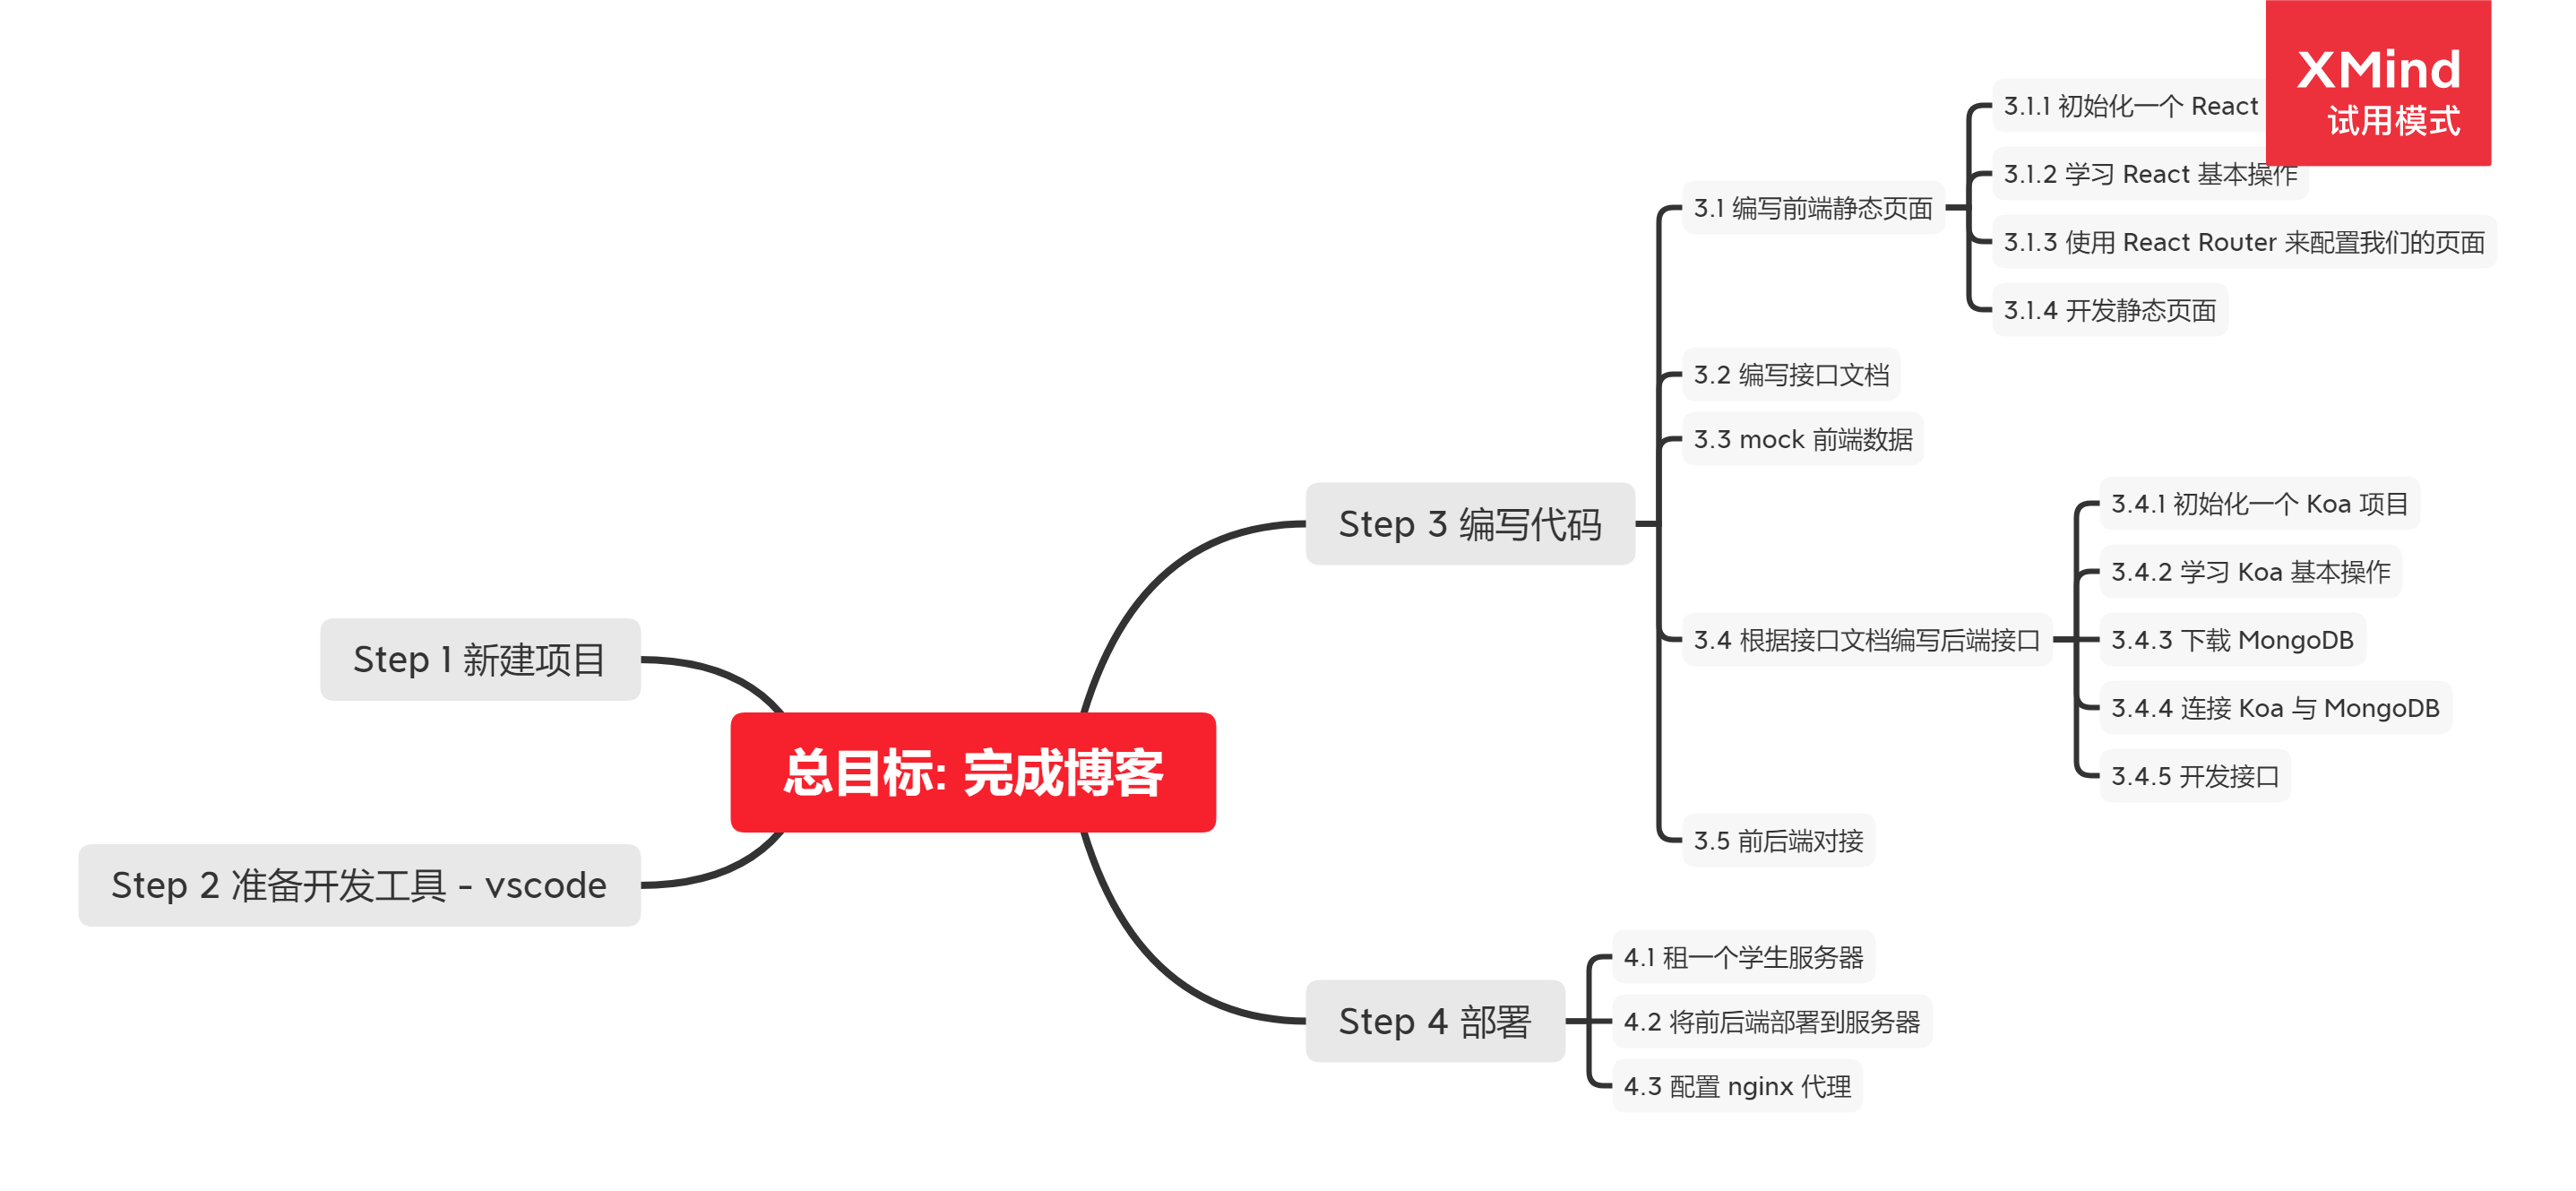 XMind
试用模式
总目标: 完成博客
Step 1 新建项目
Step 2 准备开发工具 - vscode
Step 3 编写代码
3.1 编写前端静态页面
3.1.1 初始化一个 React
3.1.2 学习 React 基本操作
3.1.3 使用 React Router 来配置我们的页面
3.1.4 开发静态页面
3.2 编写接口文档
3.3 mock 前端数据
3.4 根据接口文档编写后端接口
3.4.1 初始化一个 Koa 项目
3.4.2 学习 Koa 基本操作
3.4.3 下载 MongoDB
3.4.4 连接 Koa 与 MongoDB
3.4.5 开发接口
3.5 前后端对接
Step 4 部署
4.1 租一个学生服务器
4.2 将前后端部署到服务器
4.3 配置 nginx 代理